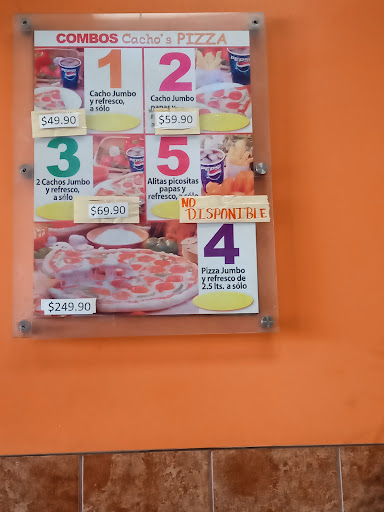 COMBOS Cacho's PIZZA
1
Cacho Jumbo
y refresco,
a sólo
$49.90
2
Cacho Jumbo
papas y
$59.90
3
2 Cachos Jumbo
y refresco,
a sólo
$69.90
5
Alitas picositas
papas y
refresco, a sólo
NO
DISPONIBLE
4
Pizza Jumbo
y refresco de
2.5 lts. a sólo
$249.90